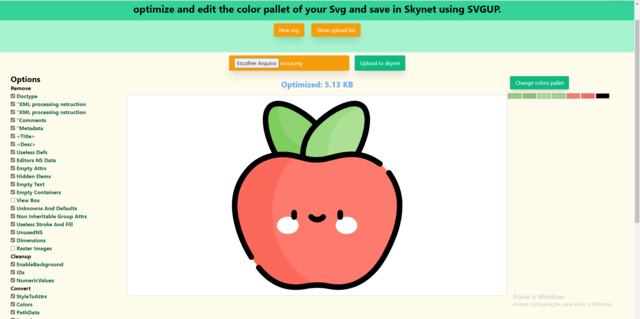 optimize and edit the color pallet of your Svg and save in Skynet using SVGUP.
New svg
Show upload list
Escolher Arquivo
Upload to skynet
Optimized: 5.13 KB
Change colors pallet
Options
Remove
Doctype
"XML processing nstruction
"XML processing nstruction
"Comments
"Metadata
<Title>
<Desc>
Useless Defs
Editors NS Data
Empty Attrs
Hidden Elems
Empty Text
Empty Containers
View Box
Unknowns And Defaults
Non Inheritable Group Attrs
Useless Stroke And Fill
UnusedNS
Dimensions
Raster Images
Cleanup
EnableBackground
IDs
NumericValues
Convert
StyleToAttrs
Colors
PathData
Ativar o Windows
Acesse Configurações para ativar o Windows.